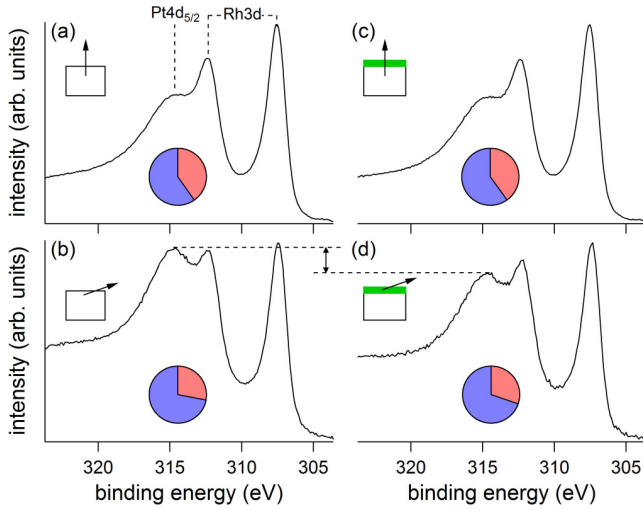 Pt4d5/2
Rh3d
(a)
(c)
intensity (arb. units)
(b)
(d)
intensity (arb. units)
320
315
310
305
320
315
310
305
binding energy (eV)
binding energy (eV)